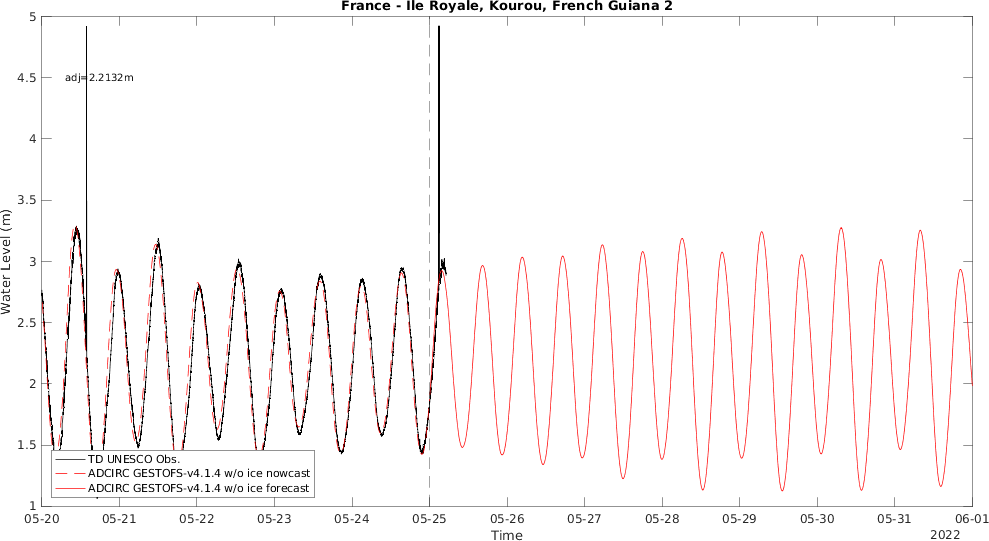 France - Ile Royale, Kourou, French Guiana 2
5
4.5
4
3.5
3
2.5
2
1.5
1
Water Level (m)
adj=2.2132m
TD UNESCO Obs.
ADCIRC GESTOFS-v4.1.4 w/o ice nowcast
ADCIRC GESTOFS-v4.1.4 w/o ice forecast
05-20 05-21 05-22 05-23 05-24 05-25 05-26 05-27 05-28 05-29 05-30 05-31 06-01
Time
2022